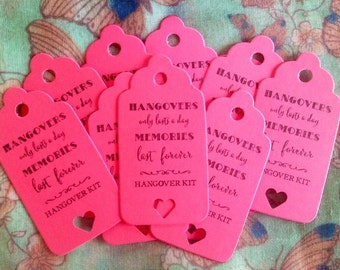 HANGOVERS
only lasts a day
MEMORIES
last forever
HANGOVER KIT